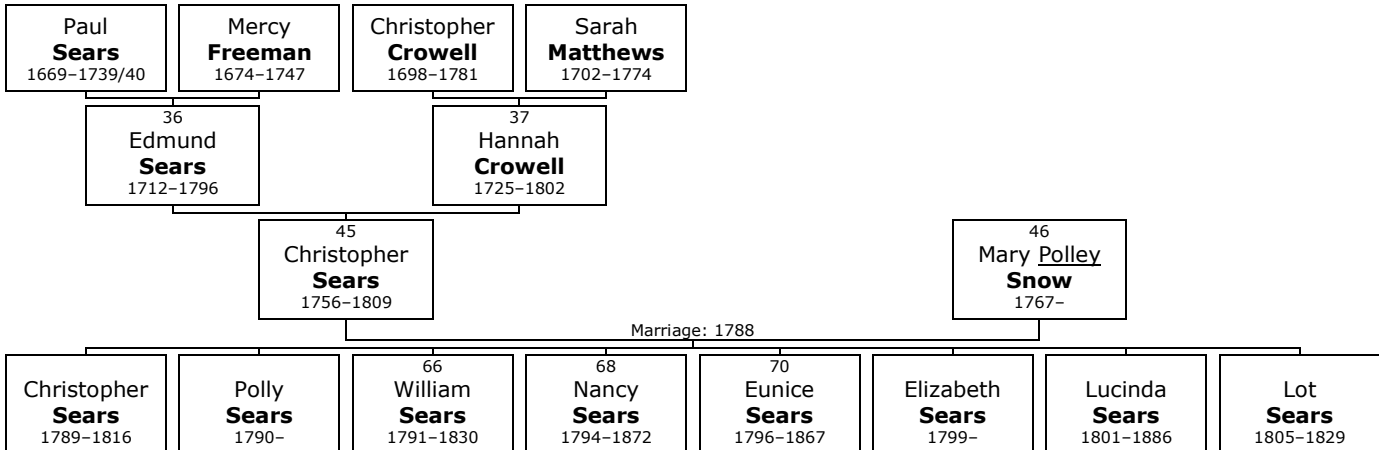 Paul
Sears
1669–1739/40
Mercy
Freeman
1674–1747
Christopher
Crowell
1698–1781
Sarah
Matthews
1702–1774
36
Edmund
Sears
1712–1796
37
Hannah
Crowell
1725–1802
45
Christopher
Sears
1756–1809
46
Mary Polley
Snow
1767–
Marriage: 1788
Christopher
Sears
1789–1816
Polly
Sears
1790–
66
William
Sears
1791–1830
68
Nancy
Sears
1794–1872
70
Eunice
Sears
1796–1867
Elizabeth
Sears
1799–
Lucinda
Sears
1801–1886
Lot
Sears
1805–1829